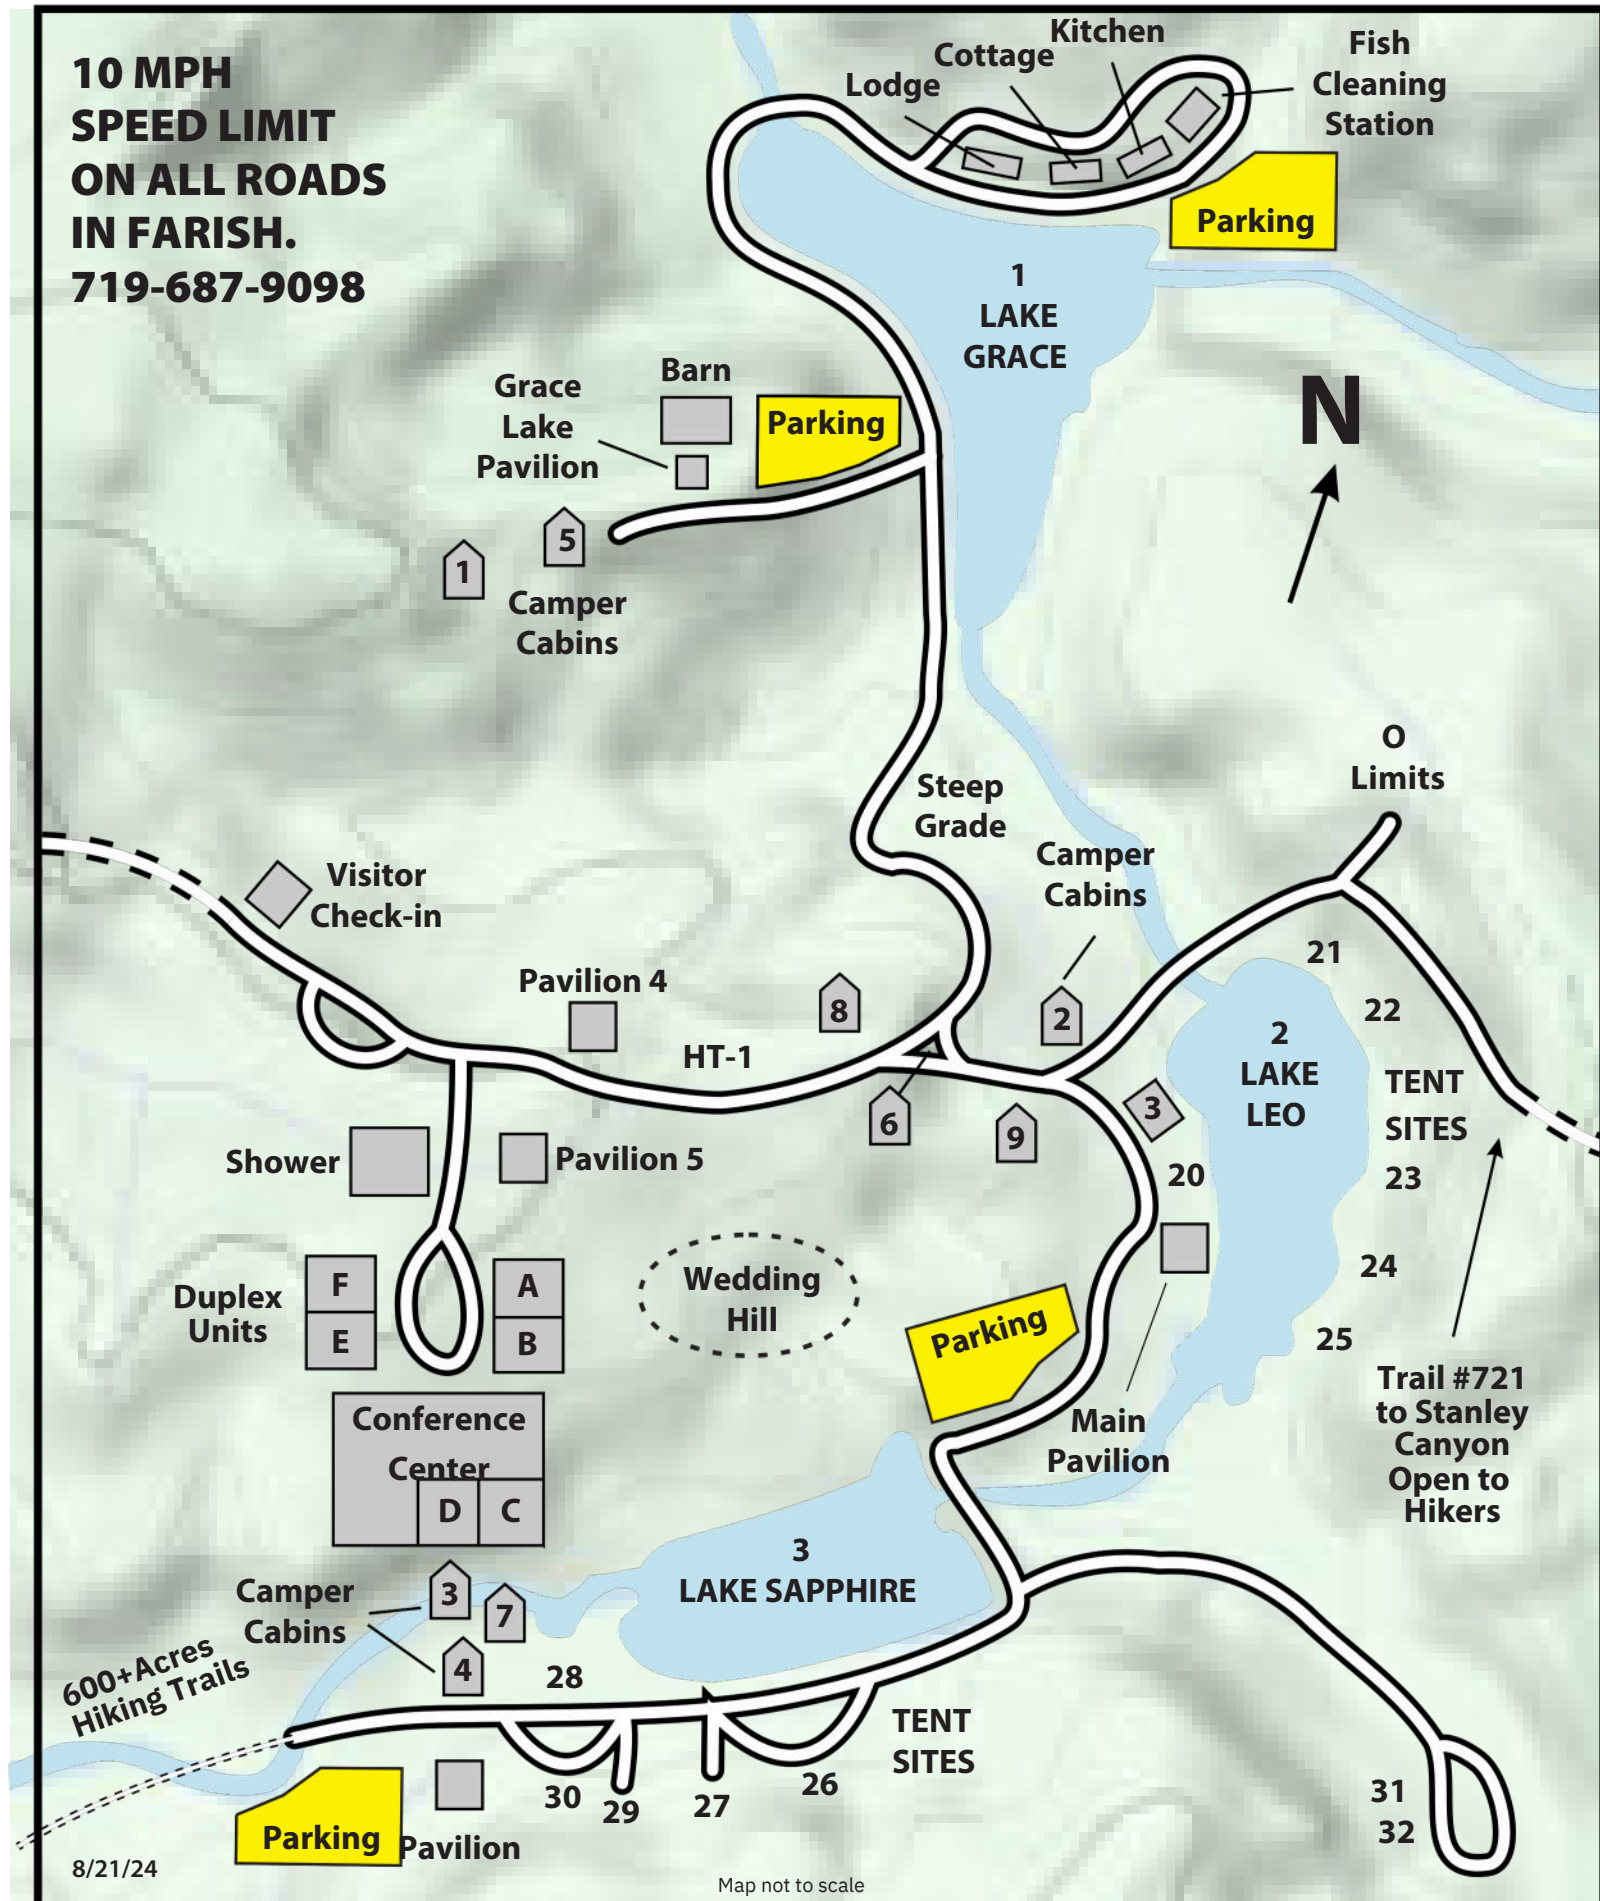 10 MPH
SPEED LIMIT
ON ALL ROADS
IN FARISH.
719-687-9098
Lodge
Cottage
Kitchen
Fish
Cleaning
Station
Parking
1
LAKE
GRACE
N
Barn
Grace
Lake
Pavilion
Parking
5
1
Camper
Cabins
O
Limits
Steep
Grade
Camper
Cabins
Visitor
Check-in
Pavilion 4
HT-1
8
2
6
9
3
20
21
22
2
LAKE
LEO
TENT
SITES
23
24
25
Shower
Pavilion 5
Duplex
Units
F
E
A
B
Wedding
Hill
Parking
Main
Pavilion
Trail #721
to Stanley
Canyon
Open to
Hikers
Conference
Center
D
C
3
LAKE SAPPHIRE
Camper
Cabins
3
7
4
600+Acres
Hiking Trails
28
TENT
SITES
30
29
27
26
31
32
Parking
Pavilion
8/21/24
Map not to scale